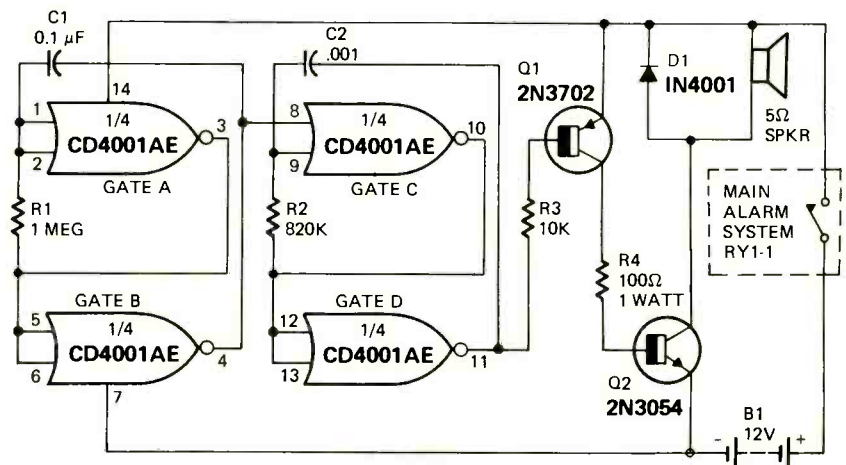 C1
0.1 µF
C2
.001
14
1
2
1/4
CD4001AE
3
GATE A
8
9
1/4
CD4001AE
10
GATE C
Q1
2N3702
D1
IN4001
5Ω
SPKR
R1
1 MEG
R2
820K
R3
10K
MAIN
ALARM
SYSTEM
RY1-1
R4
100Ω
1 WATT
GATE B
5
6
1/4
CD4001AE
4
7
GATE D
12
13
1/4
CD4001AE
11
Q2
2N3054
B1
12V
- +